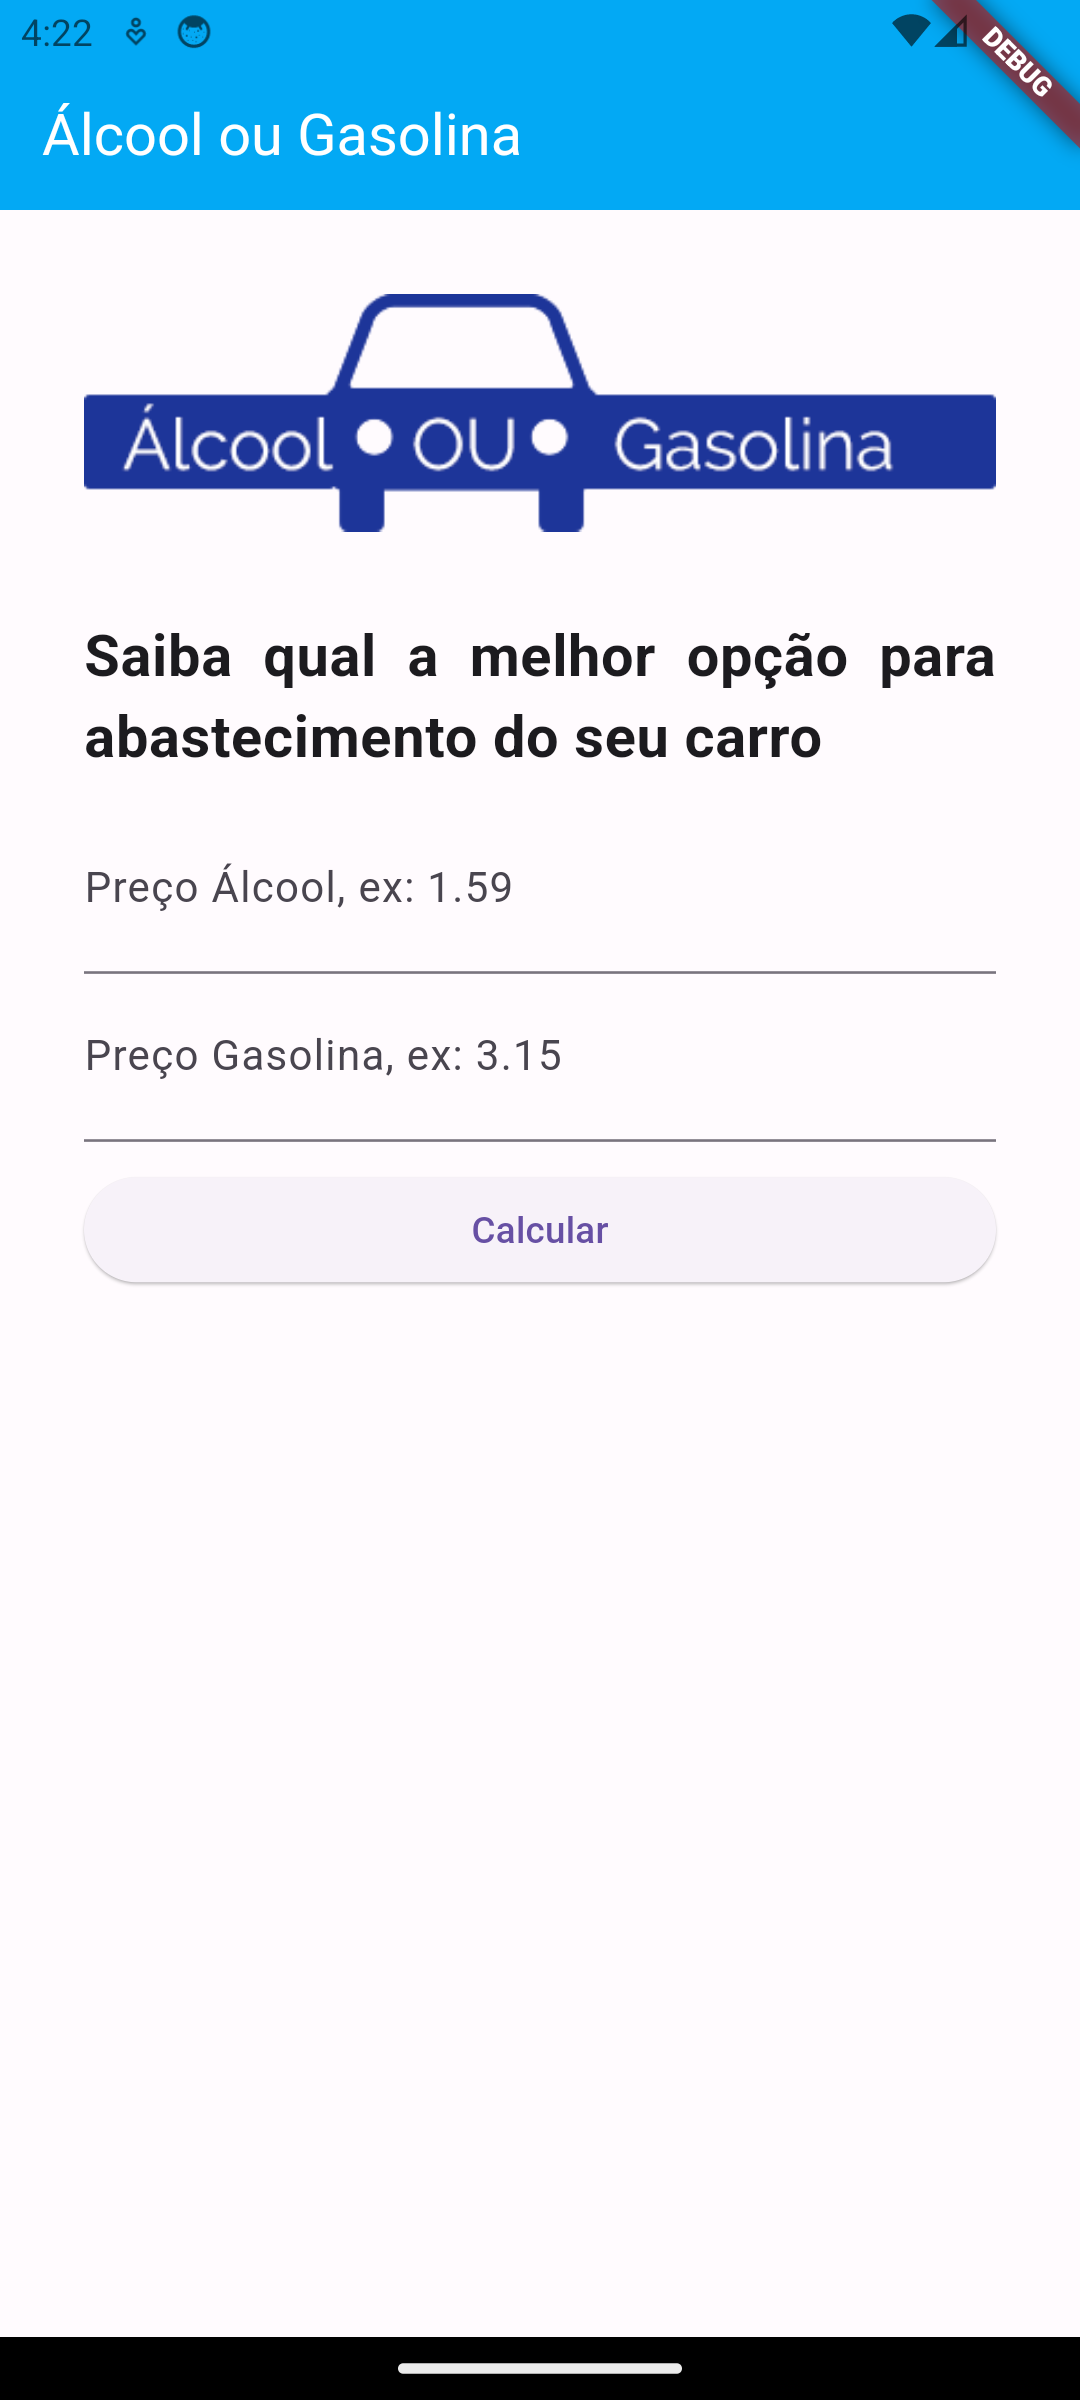 4:22
DEBUG
Álcool ou Gasolina
Álcool OU Gasolina
Saiba qual a melhor opção para
abastecimento do seu carro
Preço Álcool, ex: 1.59
Preço Gasolina, ex: 3.15
Calcular